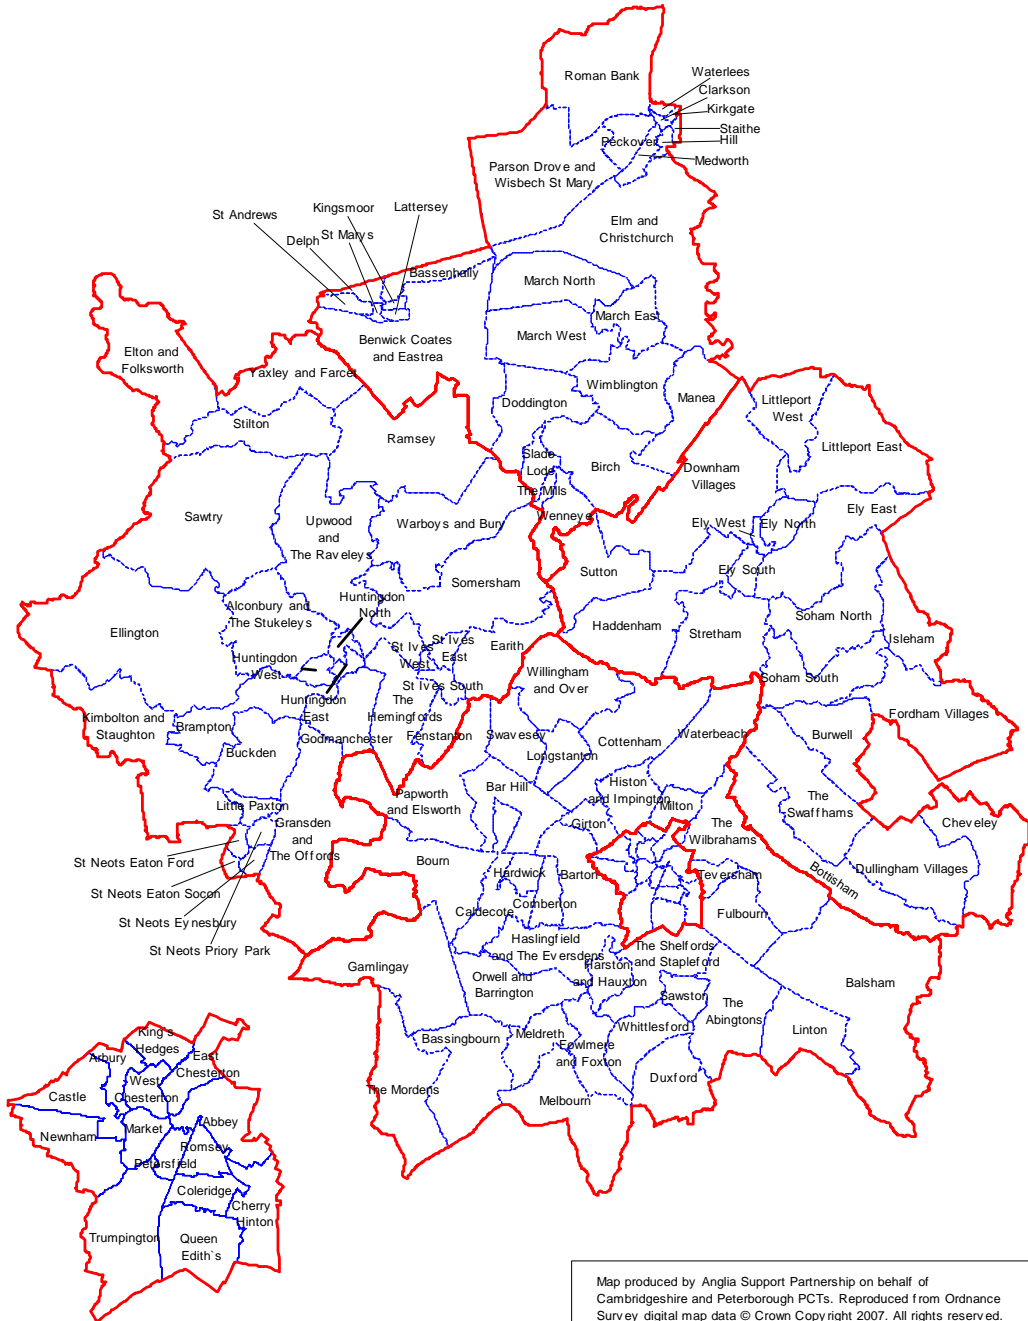 Roman Bank
Waterlees
Clarkson
Kirkgate
Staithe
Hill
Peckover
Medworth
Parson Drove and
Wisbech St Mary
Elm and
Christchurch
St Andrews
Kingsmoor
Lattersey
Delph
St Marys
Bassenhally
March North
March East
March West
Benwick Coates
and Eastrea
Elton and
Folksworth
Yaxley and Farcet
Stilton
Ramsey
Doddington
Wimblington
Manea
Littleport
West
Littleport East
Slade
Lode
Birch
Downham
Villages
The Mills
Wenneye
Ely West
Ely North
Ely East
Ely South
Sawtry
Upwood
and
The Raveleys
Warboys and Bury
Sutton
Somersham
Haddenham
Stretham
Soham North
Isleham
Soham South
Ellington
Alconbury and
The Stukeleys
Huntingdon
North
Huntingdon
West
Huntingdon
East
St Ives
West
St Ives
East
Earith
St Ives South
The
Hemingfords
Fenstanton
Godmanchester
Willingham
and Over
Fordham Villages
Kimbolton and
Staughton
Brampton
Buckden
Swavesey
Longstanton
Cottenham
Waterbeach
Burwell
Bar Hill
Histon
and Impington
Milton
Papworth
and Elsworth
Little Paxton
Gransden
and
The Offords
Girton
The
Wilbrahams
The
Swaffhams
Cheveley
Dullingham Villages
Bottisham
St Neots Eaton Ford
St Neots Eaton Socon
St Neots Eynesbury
St Neots Priory Park
Bourn
Hardwick
Barton
Caldecote
Comberton
Teversham
Fulbourn
Haslingfield
and The Eversdens
Harston
and Hauxton
The Shelfords
and Stapleford
Gamlingay
Orwell and
Barrington
Sawston
The
Abingtons
Balsham
Linton
Whittlesford
Bassingbourn
Meldreth
Fowlmere
and Foxton
Duxford
The Mordens
Melbourn
King's
Hedges
Arbury
East
Chesterton
West
Chesterton
Castle
Newnham
Market
Abbey
Romsey
Petersfield
Coleridge
Cherry
Hinton
Trumpington
Queen
Edith`s
Map produced by Anglia Support Partnership on behalf of
Cambridgeshire and Peterborough PCTs. Reproduced from Ordnance
Survey digital map data © Crown Copyright 2007. All rights reserved.